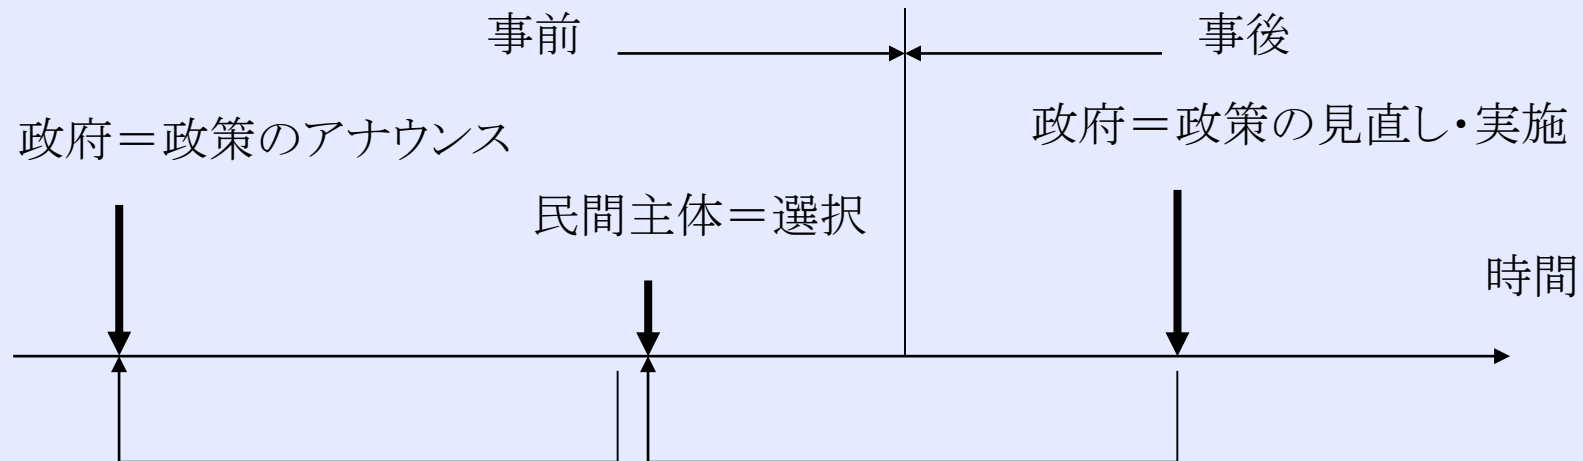 事前
事後
政府＝政策のアナウンス
政府＝政策の見直し・実施
民間主体＝選択
時間